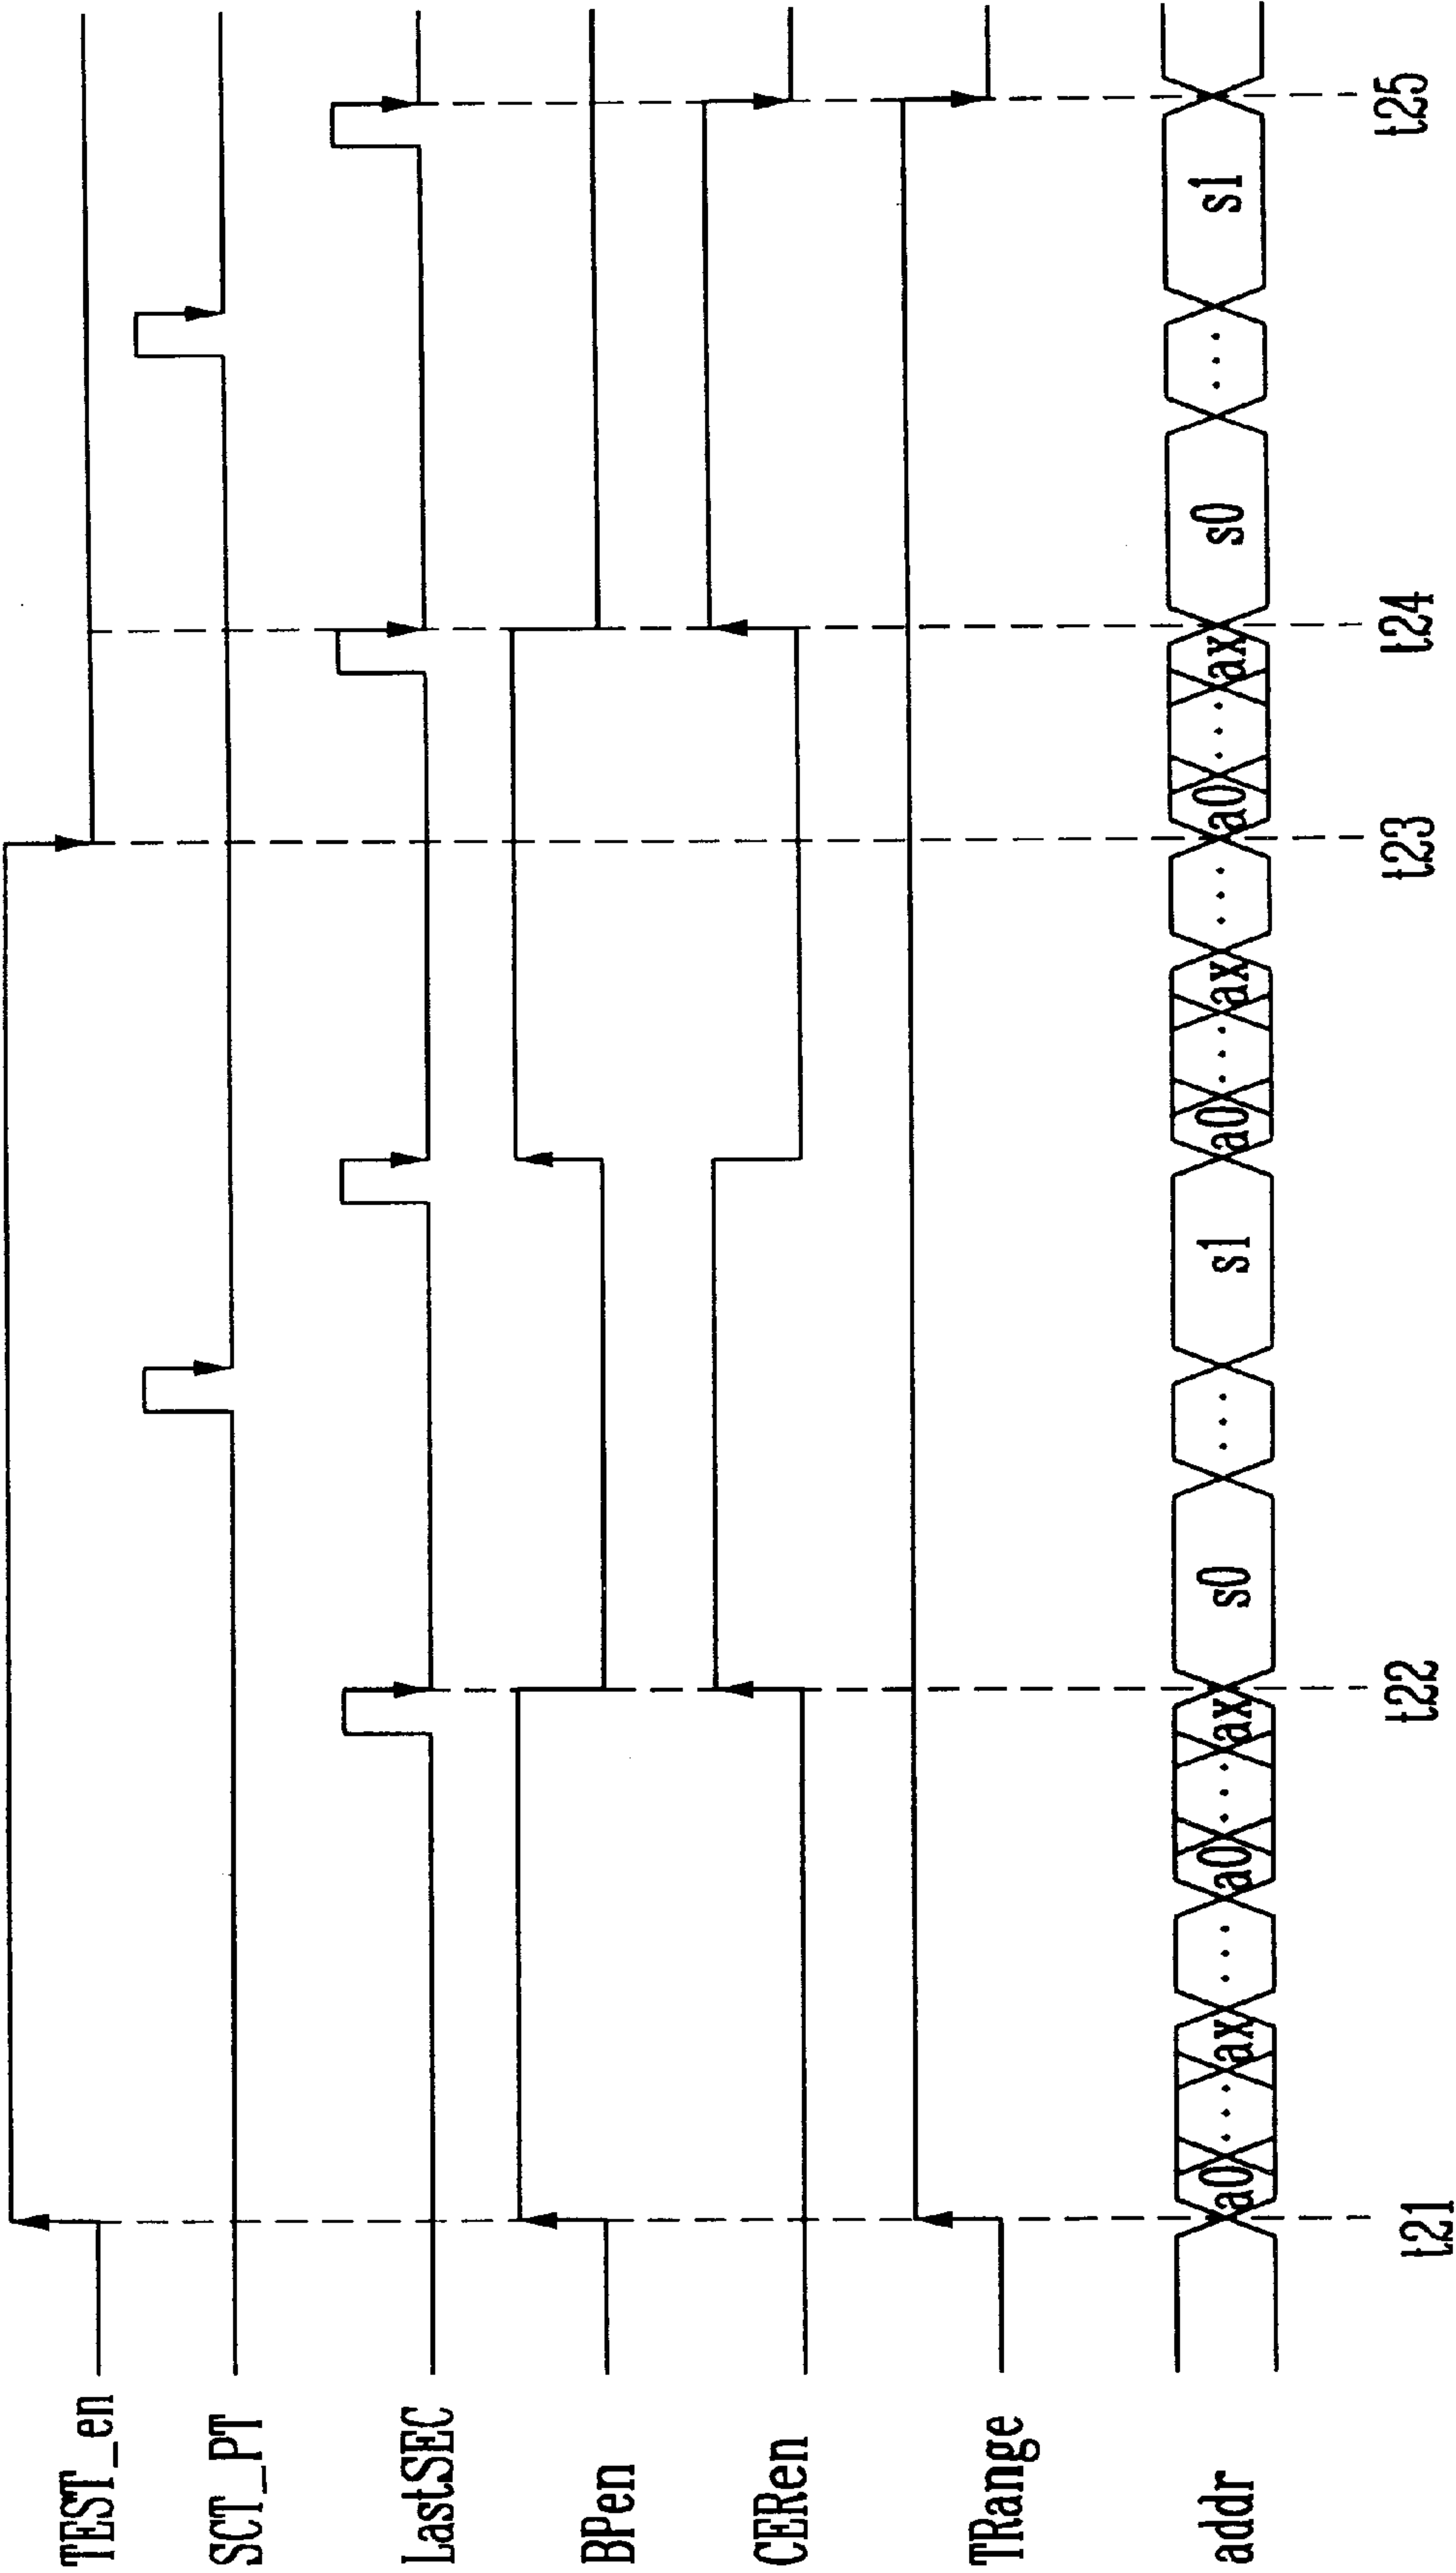 TEST_en
SCT_PT
LastSEC
BPen
CERen
TRange
addr
a0 ... ax ... a0 ... ax s0 ... s1 a0 ... ax ... a0 ... ax s0 ... s1
t21 t22 t23 t24 t25